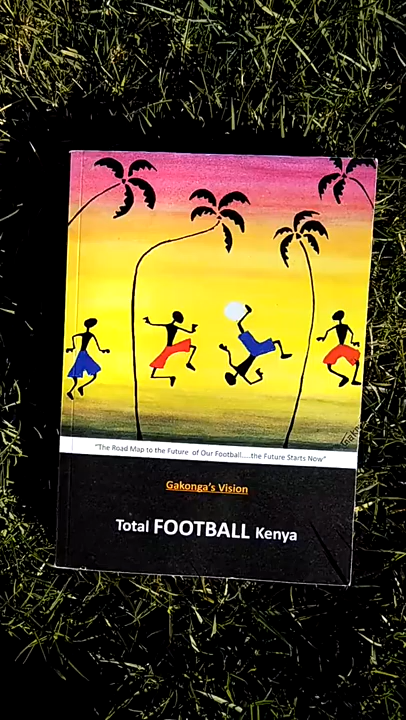 "The Road Map to the Future of Our Football.....the Future Starts Now"
Gakonga's Vision
Total FOOTBALL Kenya